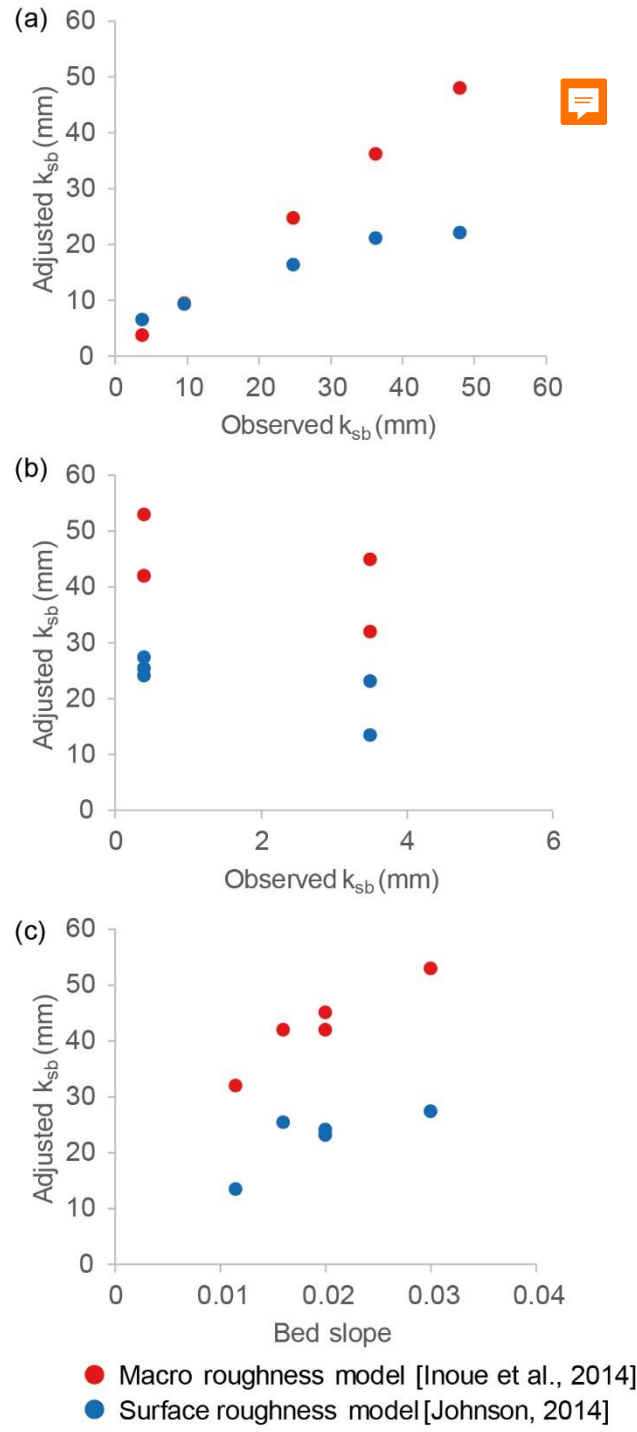 (a)
60
50
40
30
20
10
0
Adjusted ksb (mm)
0 10 20 30 40 50 60
Observed ksb (mm)
(b)
60
50
40
30
20
10
0
Adjusted ksb (mm)
0 2 4 6
Observed ksb (mm)
(c)
60
50
40
30
20
10
0
Adjusted ksb (mm)
0 0.01 0.02 0.03 0.04
Bed slope
Macro roughness model [Inoue et al., 2014]
Surface roughness model [Johnson, 2014]